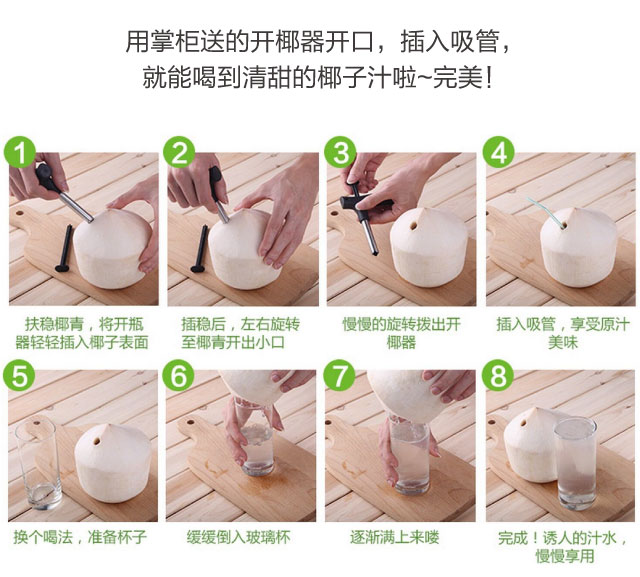 用掌柜送的开椰器开口，插入吸管，
就能喝到清甜的椰子汁啦~完美！
1
2
3
4
扶稳椰青，将开瓶
器轻轻插入椰子表面
插稳后，左右旋转
至椰青开出小口
慢慢的旋转拨出开
椰器
插入吸管，享受原汁
美味
5
6
7
8
换个喝法，准备杯子
缓缓倒入玻璃杯
逐渐满上来喽
完成！诱人的汁水，
慢慢享用